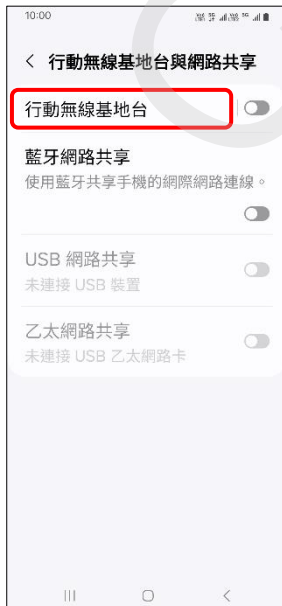 10:00
行動無線基地台與網路共享
行動無線基地台
藍牙網路共享
使用藍牙共享手機的網際網路連線。
USB 網路共享
未連接 USB 裝置
乙太網路共享
未連接 USB 乙太網路卡